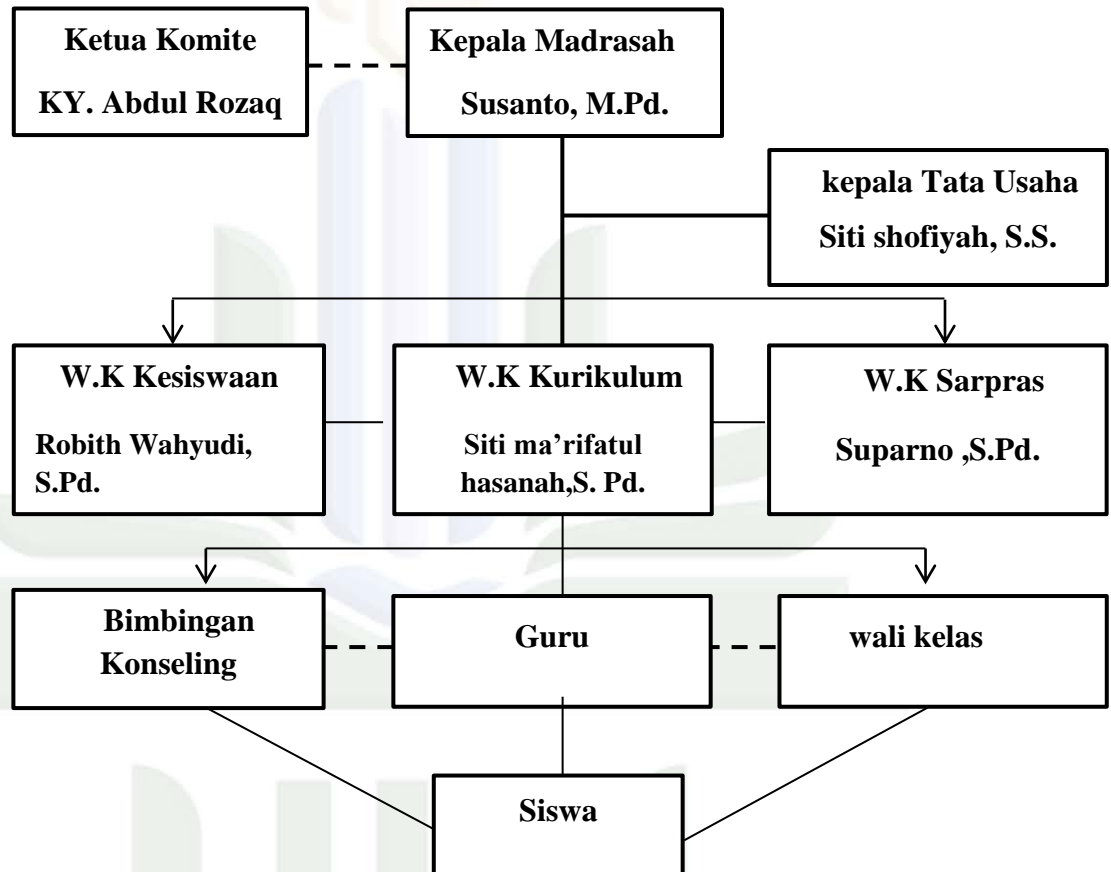 Ketua Komite
KY. Abdul Rozaq
Kepala Madrasah
Susanto, M.Pd.
kepala Tata Usaha
Siti shofiyah, S.S.
W.K Kesiswaan
Robith Wahyudi,
S.Pd.
W.K Kurikulum
Siti ma’rifatul
hasanah,S. Pd.
W.K Sarpras
Suparno ,S.Pd.
Bimbingan
Konseling
Guru
wali kelas
Siswa